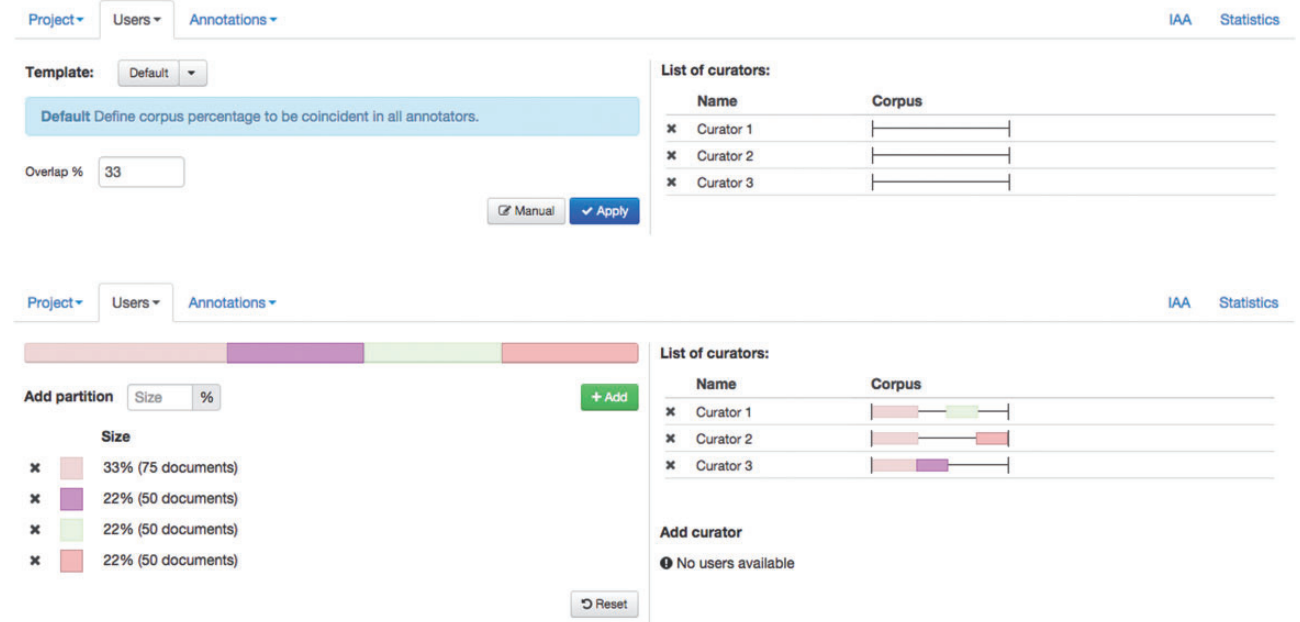 Project Users Annotations IAA Statistics
Template: Default
Default Define corpus percentage to be coincident in all annotators.
Overlap % 33
Manual Apply
List of curators:
Name Corpus
Curator 1
Curator 2
Curator 3
Project Users Annotations IAA Statistics
Add partition Size % + Add
Size
33% (75 documents)
22% (50 documents)
22% (50 documents)
22% (50 documents)
Reset
List of curators:
Name Corpus
Curator 1
Curator 2
Curator 3
Add curator
No users available